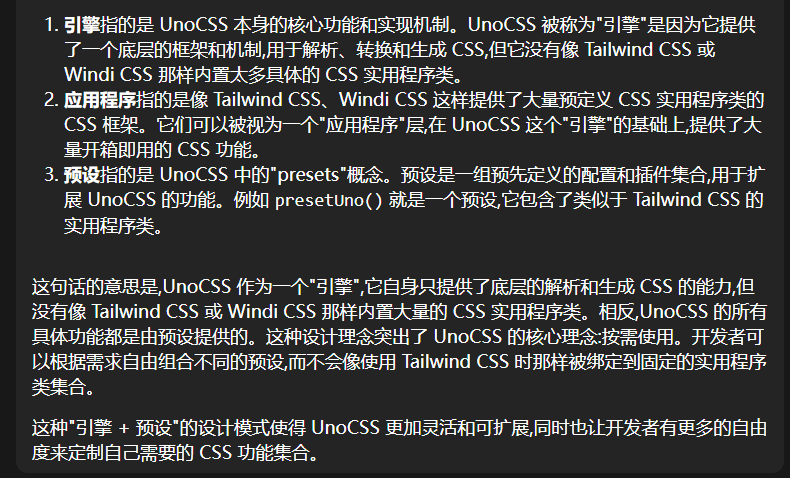 1. 引擎指的是 UnoCSS 本身的核心功能和实现机制。UnoCSS 被称为"引擎"是因为它提供
了一个底层的框架和机制,用于解析、转换和生成 CSS,但它没有像 Tailwind CSS 或
Windi CSS 那样内置太多具体的 CSS 实用程序类。
2. 应用程序指的是像 Tailwind CSS、Windi CSS 这样提供了大量预定义 CSS 实用程序类的
CSS 框架。它们可以被视为一个"应用程序"层,在 UnoCSS 这个"引擎"的基础上,提供了大
量开箱即用的 CSS 功能。
3. 预设指的是 UnoCSS 中的"presets"概念。预设是一组预先定义的配置和插件集合,用于扩
展 UnoCSS 的功能。例如 presetUno() 就是一个预设,它包含了类似于 Tailwind CSS 的
实用程序类。
这句话的意思是,UnoCSS 作为一个"引擎",它自身只提供了底层的解析和生成 CSS 的能力,但
没有像 Tailwind CSS 或 Windi CSS 那样内置大量的 CSS 实用程序类。相反,UnoCSS 的所有
具体功能都是由预设提供的。这种设计理念突出了 UnoCSS 的核心理念:按需使用。开发者可
以根据需求自由组合不同的预设,而不会像使用 Tailwind CSS 时那样被绑定到固定的实用程序
类集合。
这种"引擎 + 预设"的设计模式使得 UnoCSS 更加灵活和可扩展,同时也让开发者有更多的自由
度来定制自己需要的 CSS 功能集合。